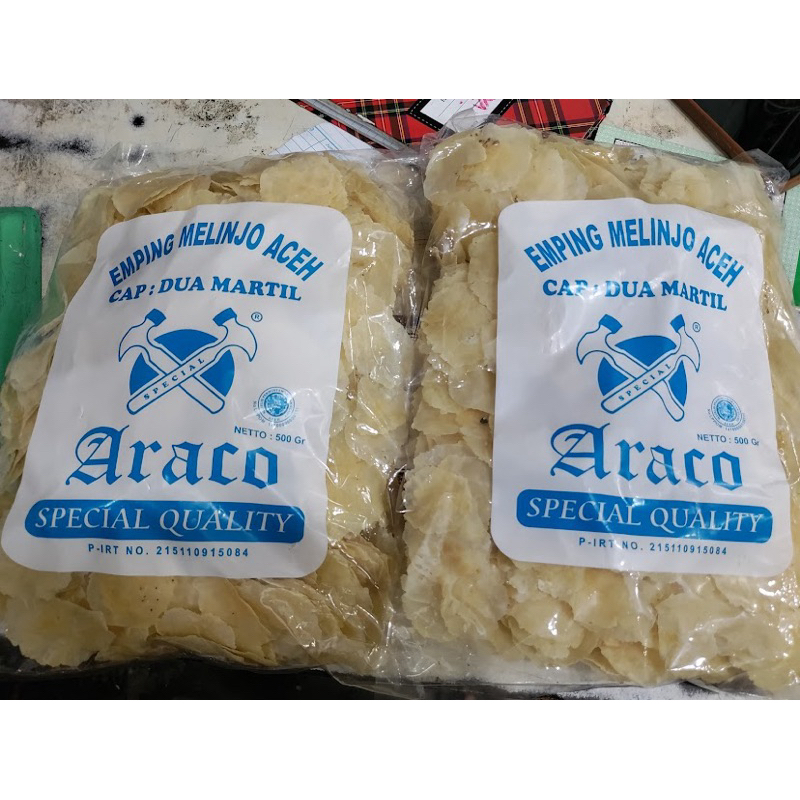 EMPING MELINJO ACEH
CAP : DUA MARTIL
®
SPECIAL
NETTO : 500 Gr
Araco
SPECIAL QUALITY
P-IRT NO. 215110915084
EMPING MELINJO ACEH
CAP : DUA MARTIL
®
SPECIAL
NETTO : 500 Gr
Araco
SPECIAL QUALITY
P-IRT NO. 215110915084